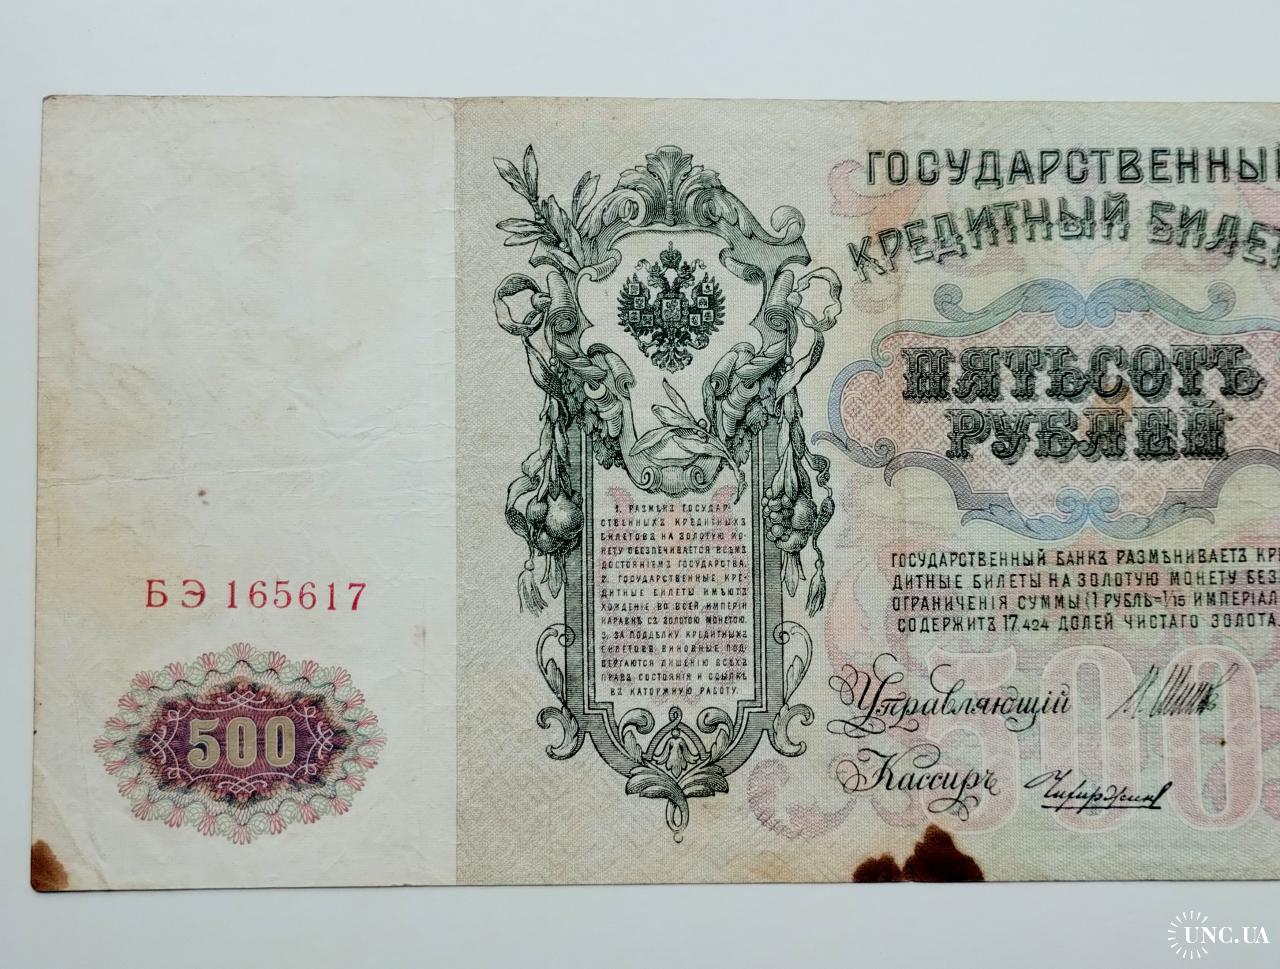 ГОСУДАРСТВЕННЫЙ
КРЕДИТНЫЙ БИЛЕ
ПЯТЬСОТЪ
РУБЛЕЙ
1. РАЗМѢНЪ ГОСУДАР-
СТВЕННЫХЪ КРЕДИТНЫХЪ
БИЛЕТОВЪ НА ЗОЛОТУЮ МО-
НЕТУ ОБЕЗПЕЧИВАЕТСЯ ВСѢМЪ
ДОСТОЯНІЕМЪ ГОСУДАРСТВА.
2. ГОСУДАРСТВЕННЫЕ КРЕ-
ДИТНЫЕ БИЛЕТЫ ИМѢЮТЪ
ХОЖДЕНІЕ ВО ВСЕЙ ИМПЕРІИ
НАРАВНѢ СЪ ЗОЛОТОЮ МОНЕТОЮ.
3. ЗА ПОДДѢЛКУ КРЕДИТНЫХЪ
БИЛЕТОВЪ ВИНОВНЫЕ ПОД-
ВЕРГАЮТСЯ ЛИШЕНІЮ ВСѢХЪ
ПРАВЪ СОСТОЯНІЯ И ССЫЛКѢ
ВЪ КАТОРЖНУЮ РАБОТУ.
ГОСУДАРСТВЕННЫЙ БАНКЪ РАЗМѢНИВАЕТЪ КРЕ
ДИТНЫЕ БИЛЕТЫ НА ЗОЛОТУЮ МОНЕТУ БЕЗЪ
ОГРАНИЧЕНІЯ СУММЫ (1 РУБЛЬ=1/15 ИМПЕРІАЛ
СОДЕРЖИТЪ 17,424 ДОЛЕЙ ЧИСТАГО ЗОЛОТА.
БЭ 165617
500
500
Управляющій
Кассиръ
UNC.UA